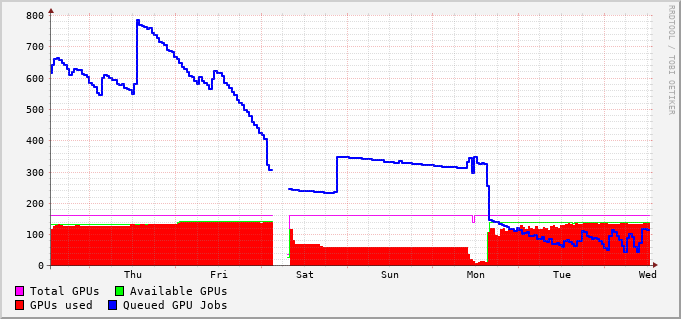 800
700
600
500
400
300
200
100
0
Thu Fri Sat Sun Mon Tue Wed
Total GPUs Available GPUs
GPUs used Queued GPU Jobs
RRDTOOL / TOBI OETIKER